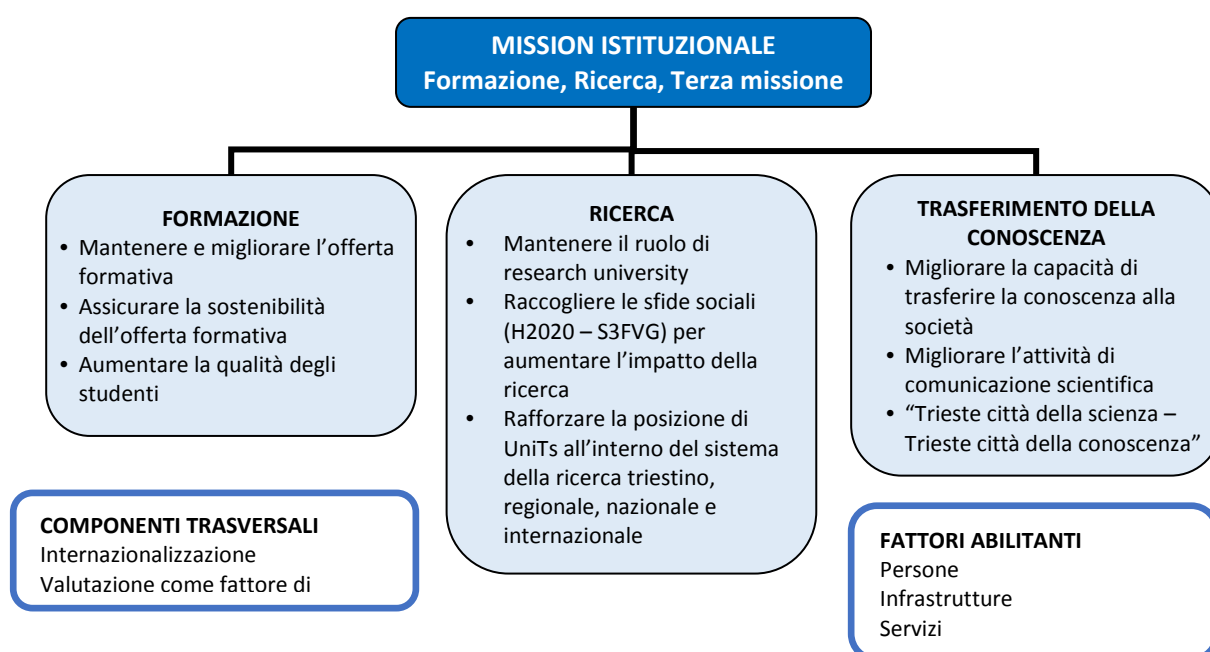 MISSION ISTITUZIONALE
Formazione, Ricerca, Terza missione
FORMAZIONE
• Mantenere e migliorare l’offerta
formativa
• Assicurare la sostenibilità
dell’offerta formativa
• Aumentare la qualità degli
studenti
RICERCA
• Mantenere il ruolo di
research university
• Raccogliere le sfide sociali
(H2020 – S3FVG) per
aumentare l’impatto della
ricerca
• Rafforzare la posizione di
UniTs all’interno del sistema
della ricerca triestino,
regionale, nazionale e
internazionale
TRASFERIMENTO DELLA
CONOSCENZA
• Migliorare la capacità di
trasferire la conoscenza alla
società
• Migliorare l’attività di
comunicazione scientifica
• “Trieste città della scienza –
Trieste città della conoscenza”
COMPONENTI TRASVERSALI
Internazionalizzazione
Valutazione come fattore di
FATTORI ABILITANTI
Persone
Infrastrutture
Servizi